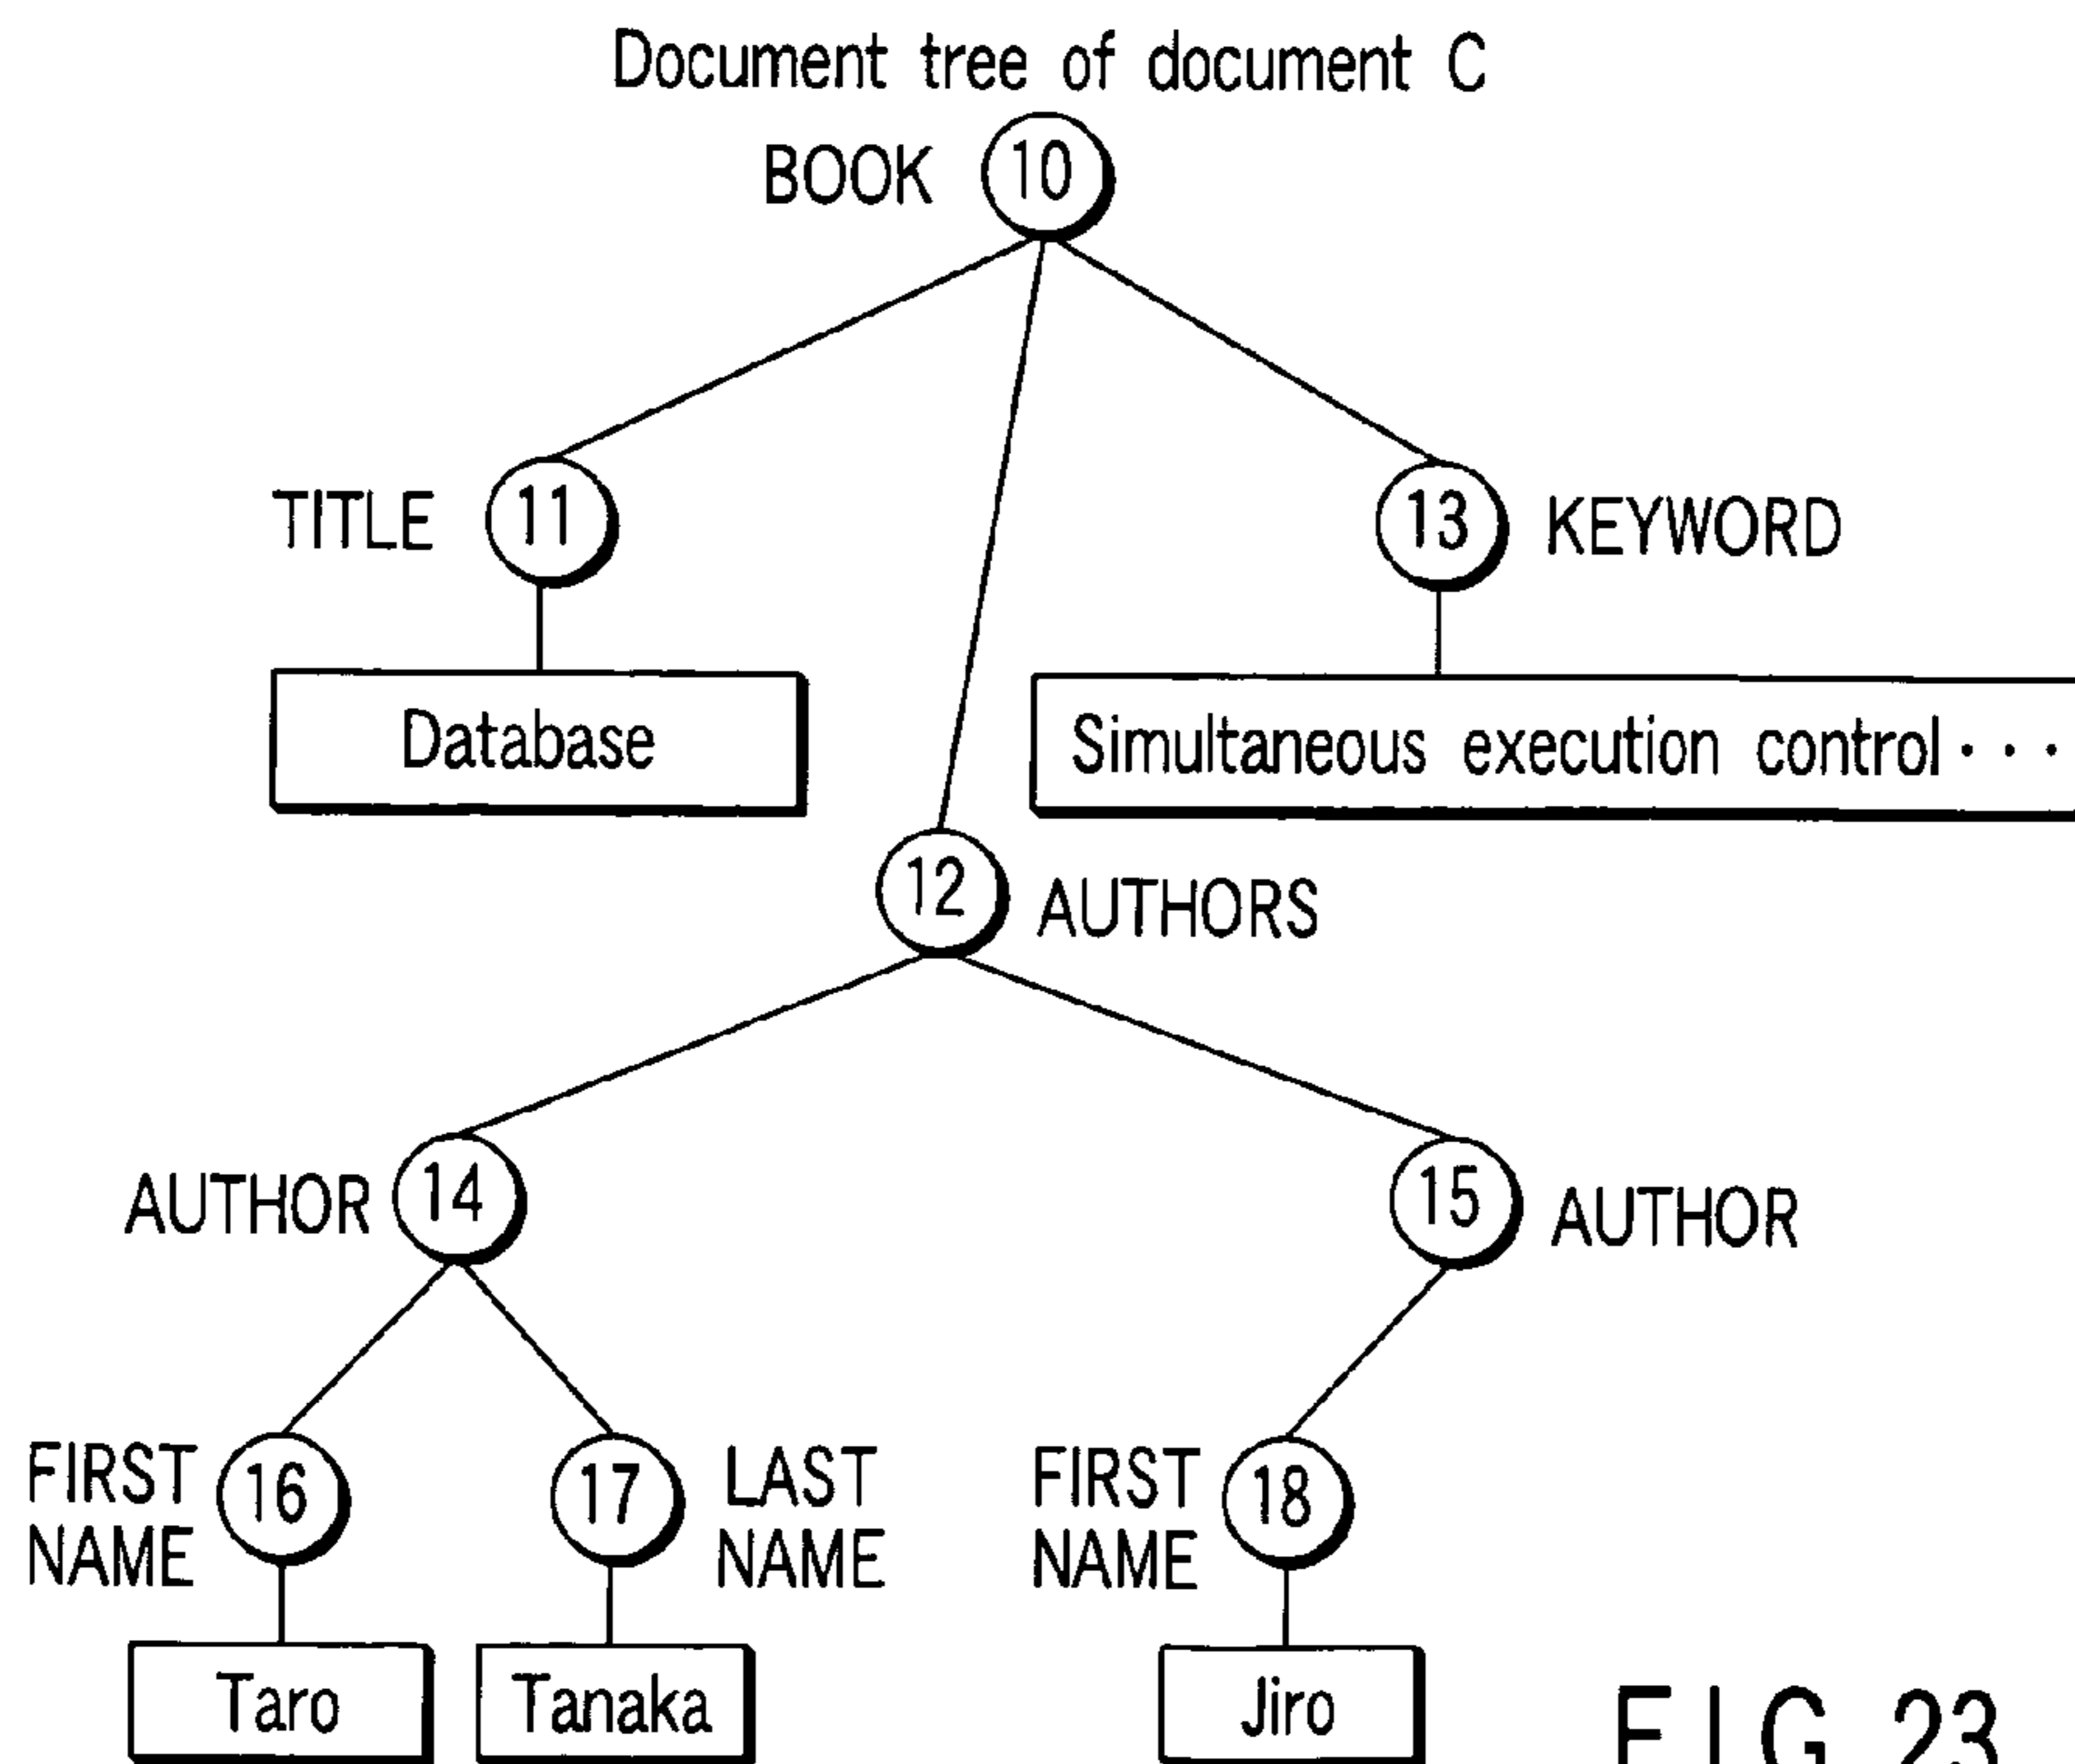 Document tree of document C
BOOK 10
TITLE 11
13 KEYWORD
Database
Simultaneous execution control···
12 AUTHORS
AUTHOR 14
15 AUTHOR
FIRST NAME 16
17 LAST NAME
FIRST NAME 18
Taro
Tanaka
Jiro
FIG. 23